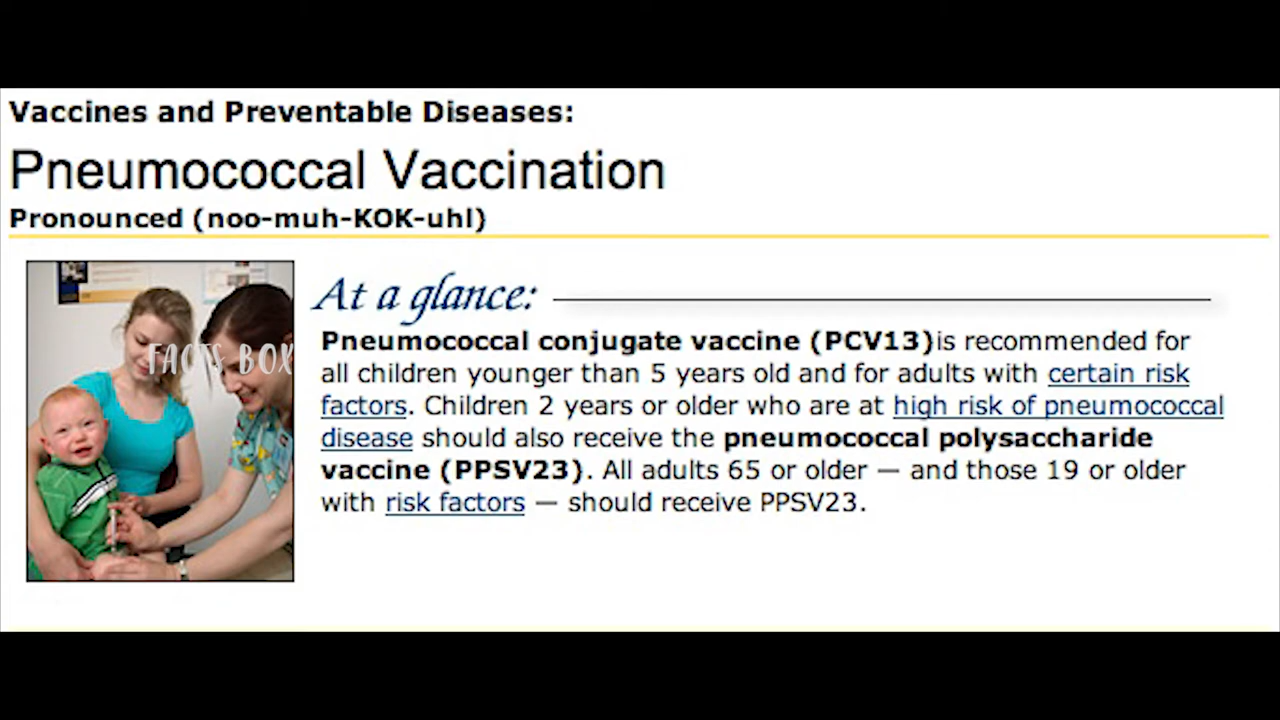 Vaccines and Preventable Diseases:
Pneumococcal Vaccination
Pronounced (noo-muh-KOK-uhl)
At a glance:
FACTS BOX
Pneumococcal conjugate vaccine (PCV13)is recommended for
all children younger than 5 years old and for adults with certain risk
factors. Children 2 years or older who are at high risk of pneumococcal
disease should also receive the pneumococcal polysaccharide
vaccine (PPSV23). All adults 65 or older — and those 19 or older
with risk factors — should receive PPSV23.